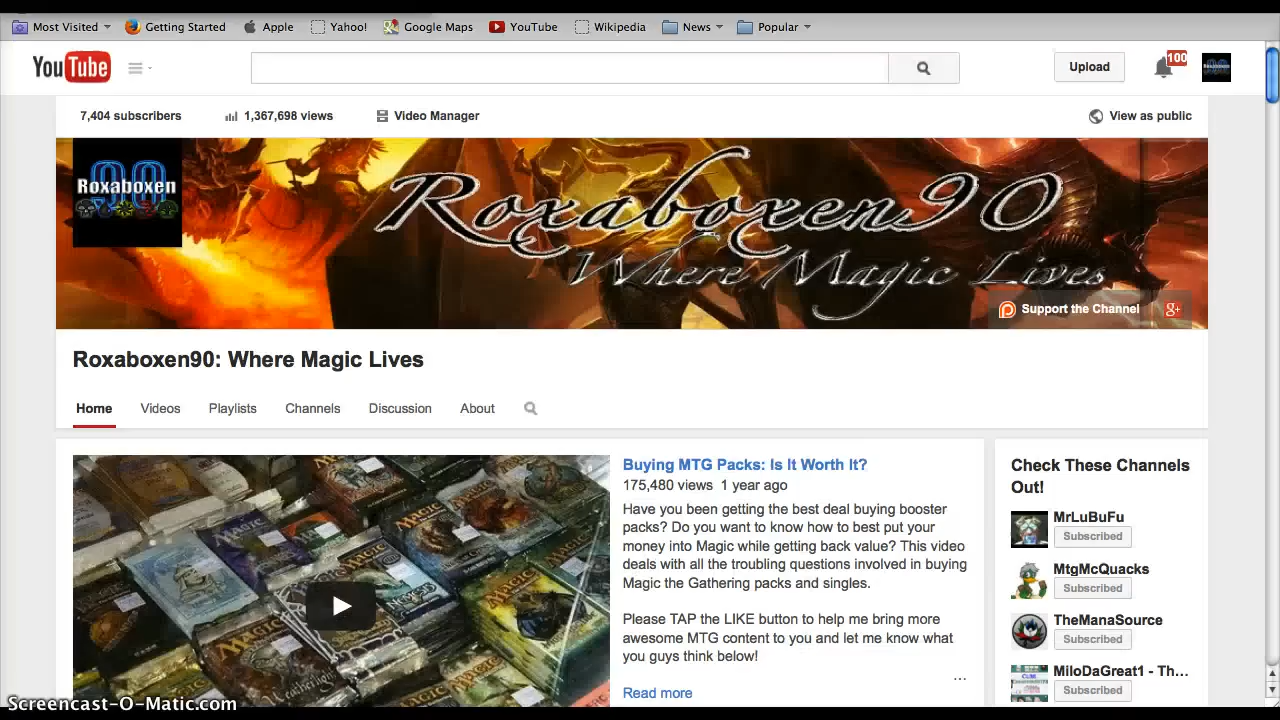 Most Visited Getting Started Apple Yahoo! Google Maps YouTube Wikipedia News Popular
YouTube Upload 100
7,404 subscribers 1,367,698 views Video Manager View as public
Roxaboxen
90
Roxaboxen90
Where Magic Lives
Support the Channel g+
Roxaboxen90: Where Magic Lives
Home Videos Playlists Channels Discussion About
Buying MTG Packs: Is It Worth It?
175,480 views 1 year ago
Have you been getting the best deal buying booster
packs? Do you want to know how to best put your
money into Magic while getting back value? This video
deals with all the troubling questions involved in buying
Magic the Gathering packs and singles.
Please TAP the LIKE button to help me bring more
awesome MTG content to you and let me know what
you guys think below!
...
Read more
Check These Channels
Out!
MrLuBuFu
Subscribed
MtgMcQuacks
Subscribed
TheManaSource
Subscribed
MiloDaGreat1 - Th...
Subscribed
MAGIC
MAGIC
Screencast-O-Matic.com